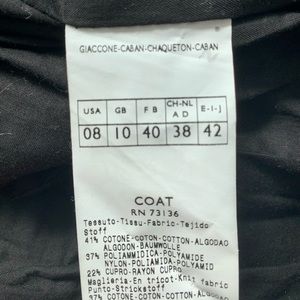 GIACCONE-CABAN-CHAQUETON-CABAN
USA GB F B CH-NL A D E-I-J
08 10 40 38 42
COAT
RN 73136
Tessuto-Tissu-Fabric-Tejido
Stoff
41% COTONE-COTON-COTTON-ALGODAO
ALGODON-BAUMWOLLE
37% POLIAMMIDICA-POLYAMIDE
NYLON-POLIAMIDA-POLYAMID
22% CUPRO-RAYON CUPRO
Maglieria-En tricot-Knit fabric
Punto-Strickstoff